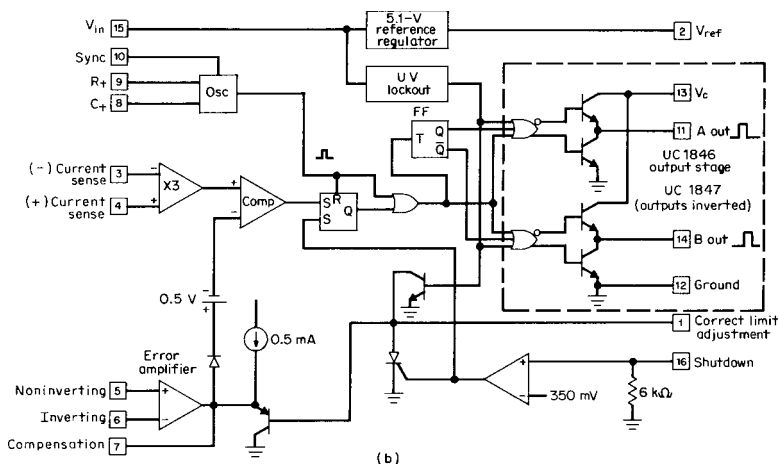 V_in 15
5.1-V
reference
regulator
2 V_ref
Sync 10
R+ 9
C+ 8
Osc
UV
lockout
FF
T Q
Q̅
13 V_c
11 A out
UC 1846
output stage
UC 1847
(outputs inverted)
14 B out
12 Ground
(-) Current
sense
3
(+) Current
sense
4
-
+
X3
+
-
Comp
S R Q
S
-
0.5 V
+
0.5 mA
1 Correct limit
adjustment
16 Shutdown
+
-
350 mV
6 kΩ
Error
amplifier
Noninverting 5
Inverting 6
Compensation 7
+
-
(b)